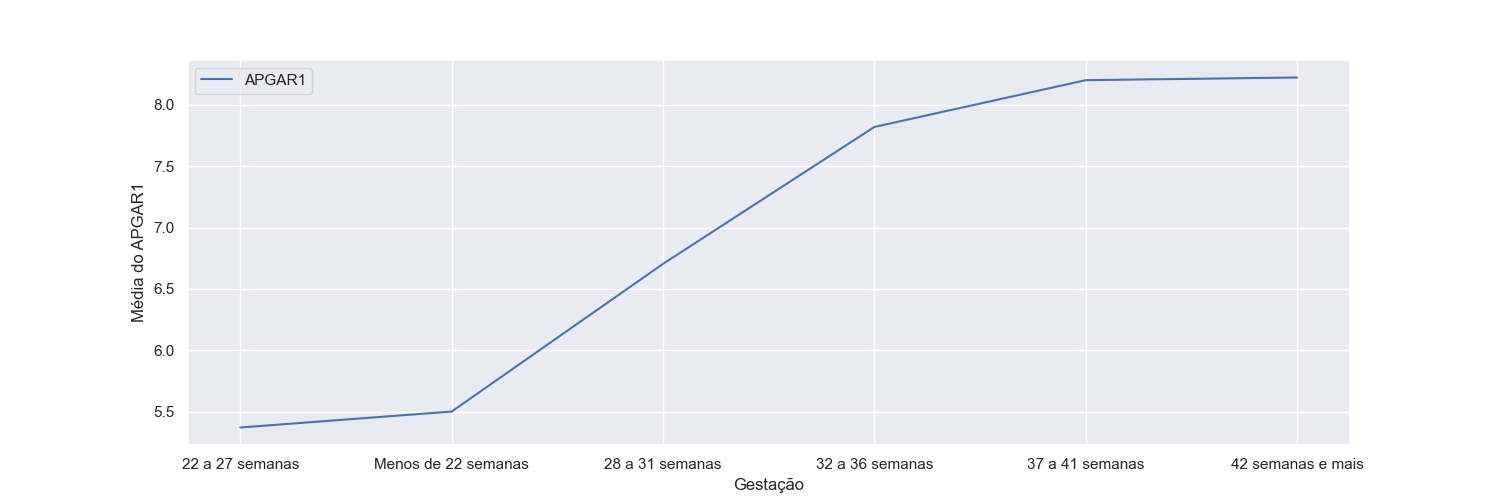 APGAR1
8.0
7.5
7.0
6.5
6.0
5.5
Média do APGAR1
22 a 27 semanas
Menos de 22 semanas
28 a 31 semanas
32 a 36 semanas
37 a 41 semanas
42 semanas e mais
Gestação